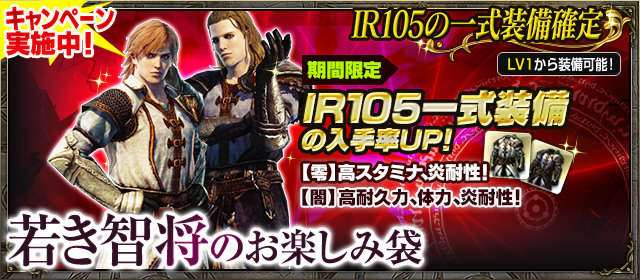 キャンペーン
実施中!
IR105の一式装備確定
LV1から装備可能!
期間限定
IR105一式装備
の入手率UP!
【零】高スタミナ、炎耐性!
【闇】高耐久力、体力、炎耐性!
若き智将のお楽しみ袋